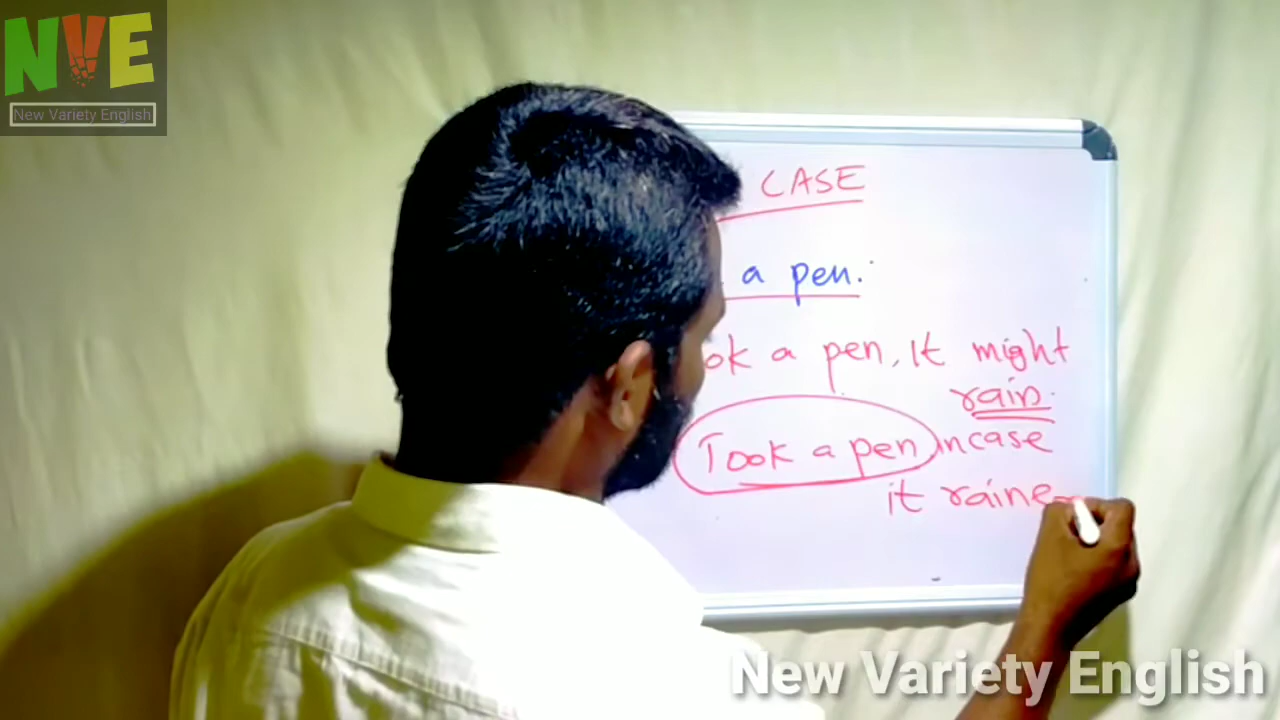 NVE
New Variety English
CASE
a pen.
ok a pen, It might
rain.
Took a pen incase
it raine
New Variety English